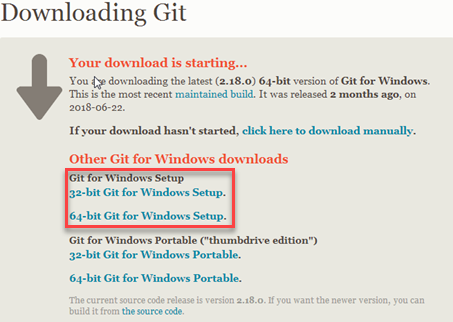 Downloading Git
Your download is starting...
You are downloading the latest (2.18.0) 64-bit version of Git for Windows.
This is the most recent maintained build. It was released 2 months ago, on
2018-06-22.
If your download hasn't started, click here to download manually.
Other Git for Windows downloads
Git for Windows Setup
32-bit Git for Windows Setup.
64-bit Git for Windows Setup.
Git for Windows Portable ("thumbdrive edition")
32-bit Git for Windows Portable.
64-bit Git for Windows Portable.
The current source code release is version 2.18.0. If you want the newer version, you can
build it from the source code.